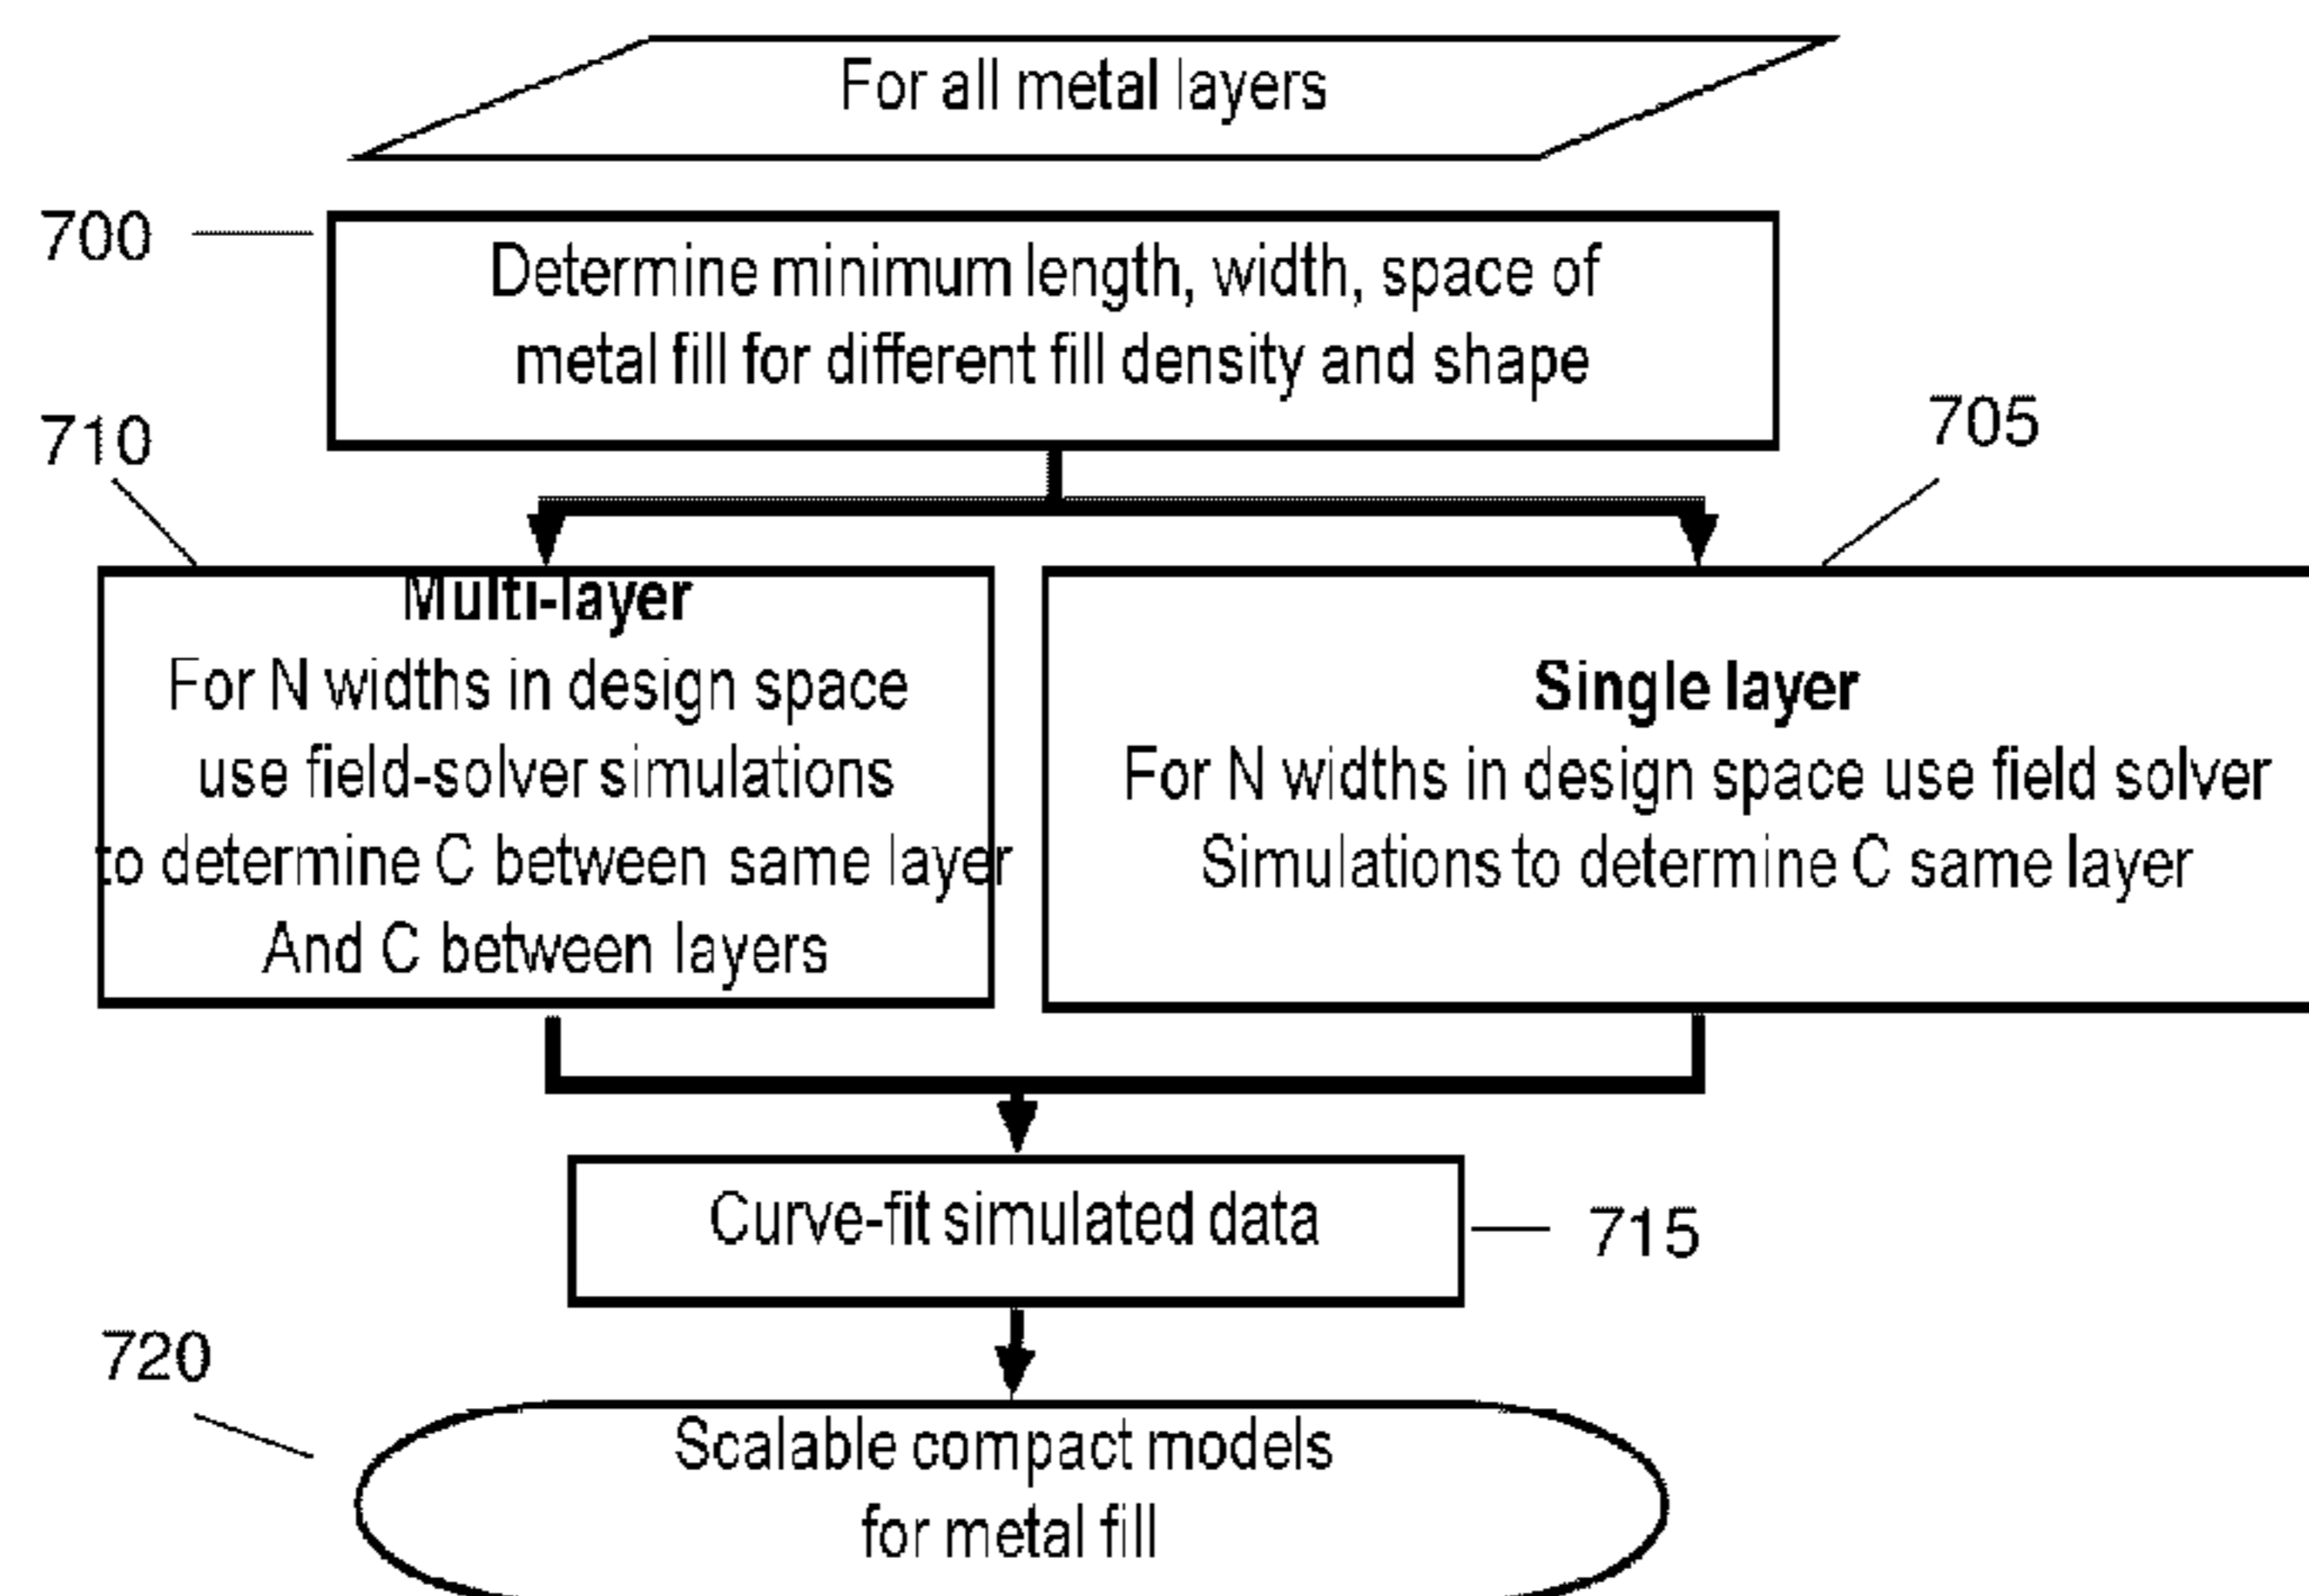 For all metal layers
700
Determine minimum length, width, space of
metal fill for different fill density and shape
710
705
Multi-layer
For N widths in design space
use field-solver simulations
to determine C between same layer
And C between layers
Single layer
For N widths in design space use field solver
Simulations to determine C same layer
Curve-fit simulated data
715
720
Scalable compact models
for metal fill